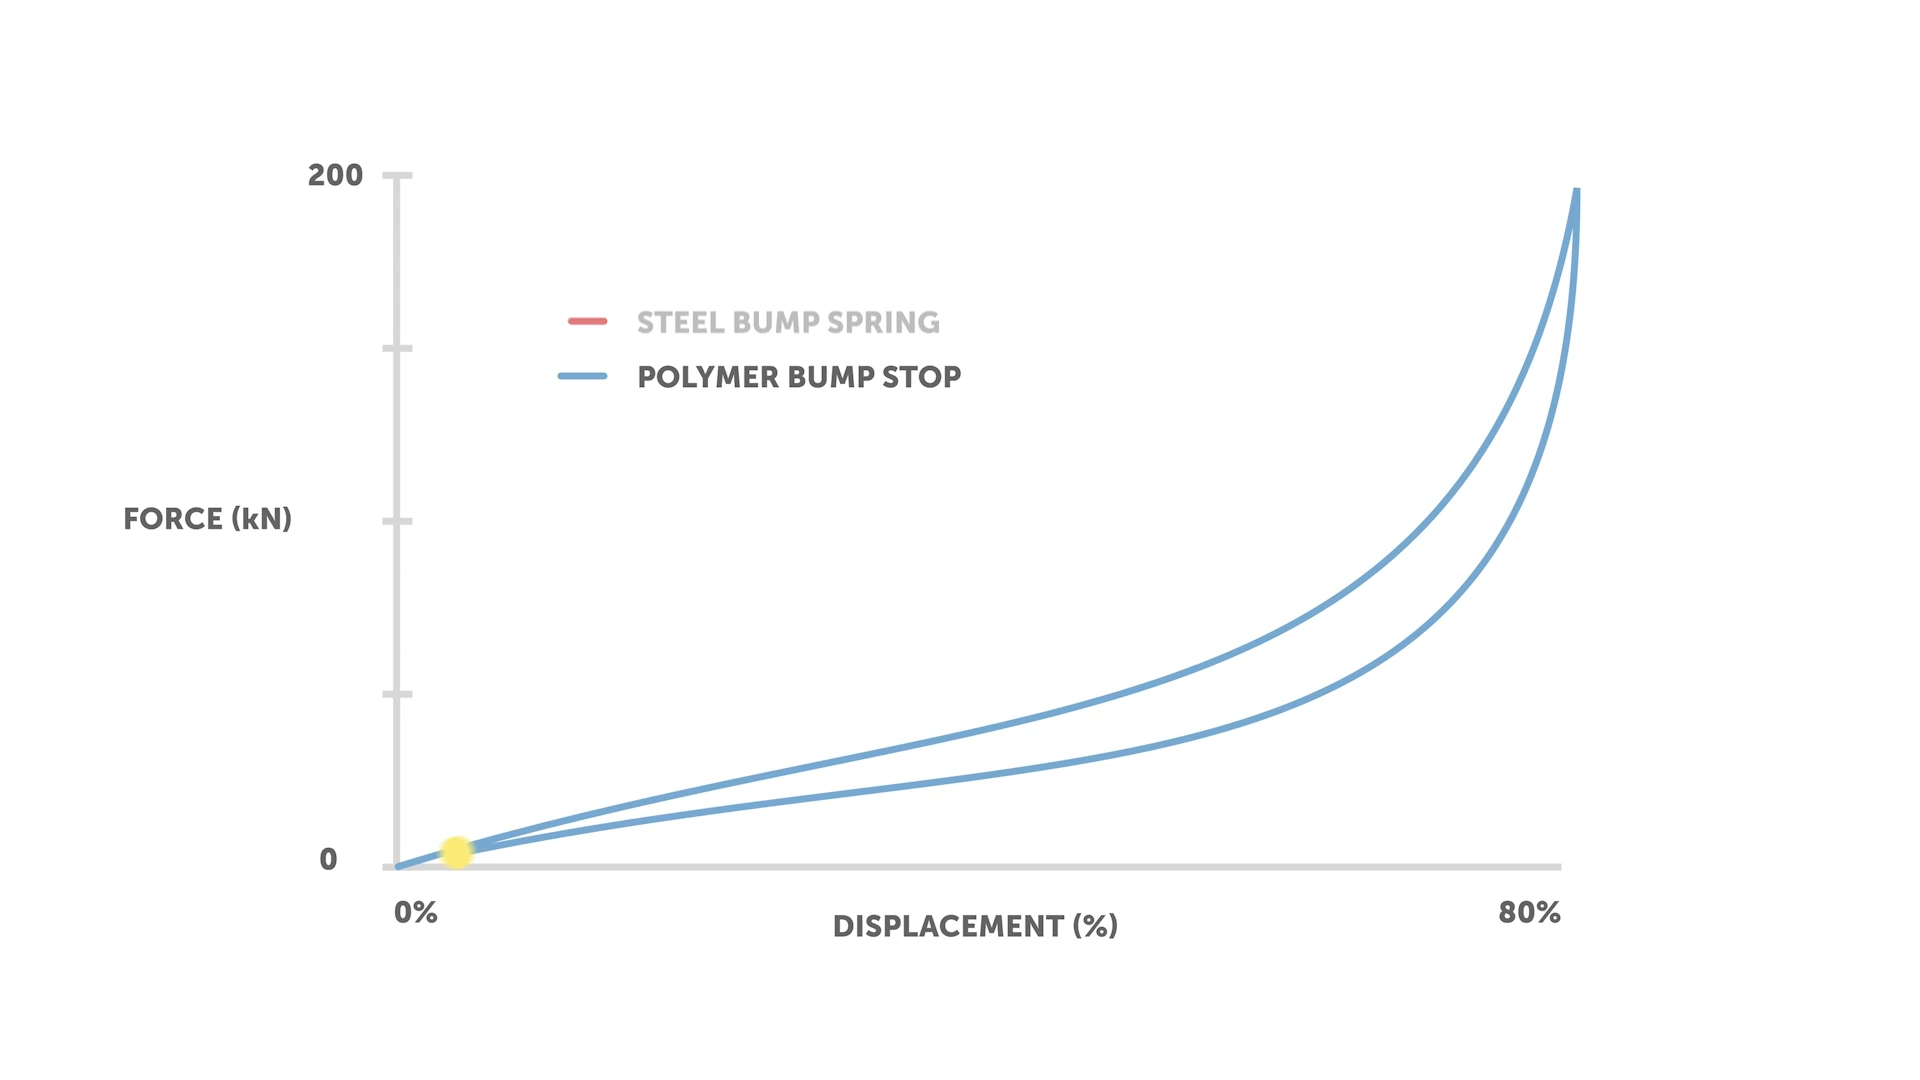 200
STEEL BUMP SPRING
POLYMER BUMP STOP
FORCE (kN)
0
0%
DISPLACEMENT (%)
80%